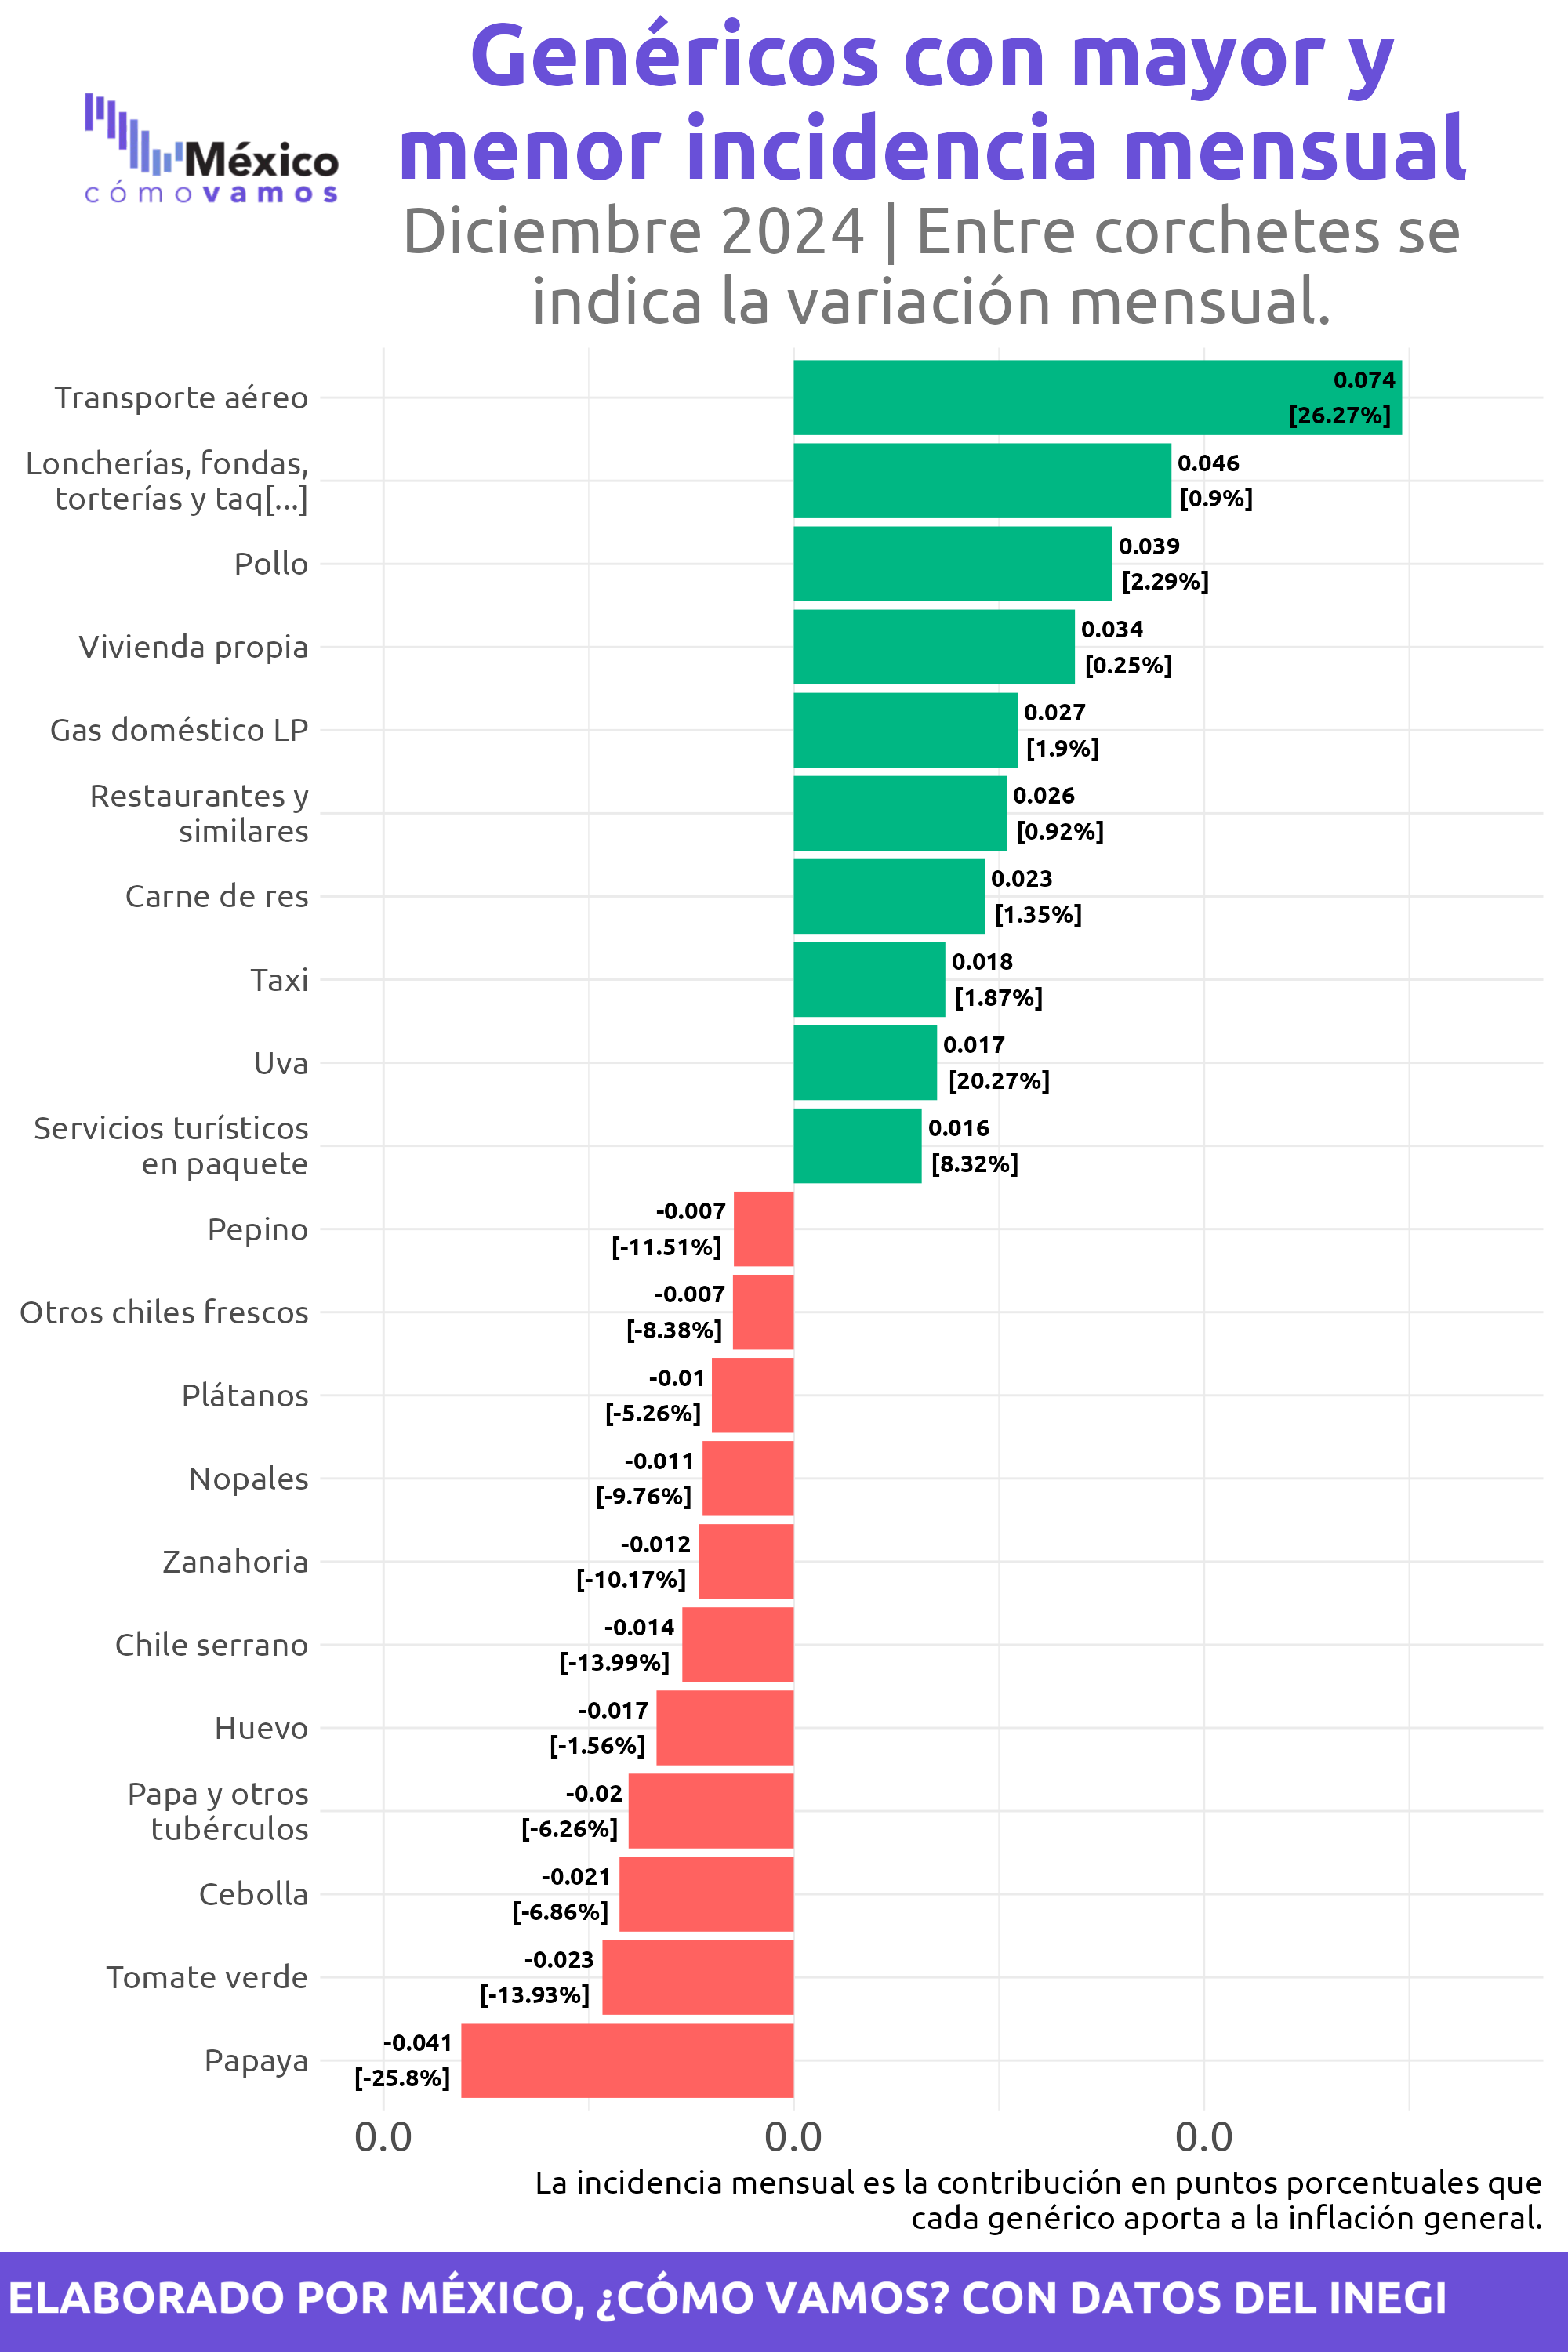 Genéricos con mayor y
menor incidencia mensual
México
cómovamos
Diciembre 2024 | Entre corchetes se
indica la variación mensual.
Transporte aéreo
0.074
[26.27%]
Loncherías, fondas,
torterías y taq[...]
0.046
[0.9%]
Pollo
0.039
[2.29%]
Vivienda propia
0.034
[0.25%]
Gas doméstico LP
0.027
[1.9%]
Restaurantes y
similares
0.026
[0.92%]
Carne de res
0.023
[1.35%]
Taxi
0.018
[1.87%]
Uva
0.017
[20.27%]
Servicios turísticos
en paquete
0.016
[8.32%]
Pepino
-0.007
[-11.51%]
Otros chiles frescos
-0.007
[-8.38%]
Plátanos
-0.01
[-5.26%]
Nopales
-0.011
[-9.76%]
Zanahoria
-0.012
[-10.17%]
Chile serrano
-0.014
[-13.99%]
Huevo
-0.017
[-1.56%]
Papa y otros
tubérculos
-0.02
[-6.26%]
Cebolla
-0.021
[-6.86%]
Tomate verde
-0.023
[-13.93%]
Papaya
-0.041
[-25.8%]
0.0 0.0 0.0
La incidencia mensual es la contribución en puntos porcentuales que
cada genérico aporta a la inflación general.
ELABORADO POR MÉXICO, ¿CÓMO VAMOS? CON DATOS DEL INEGI